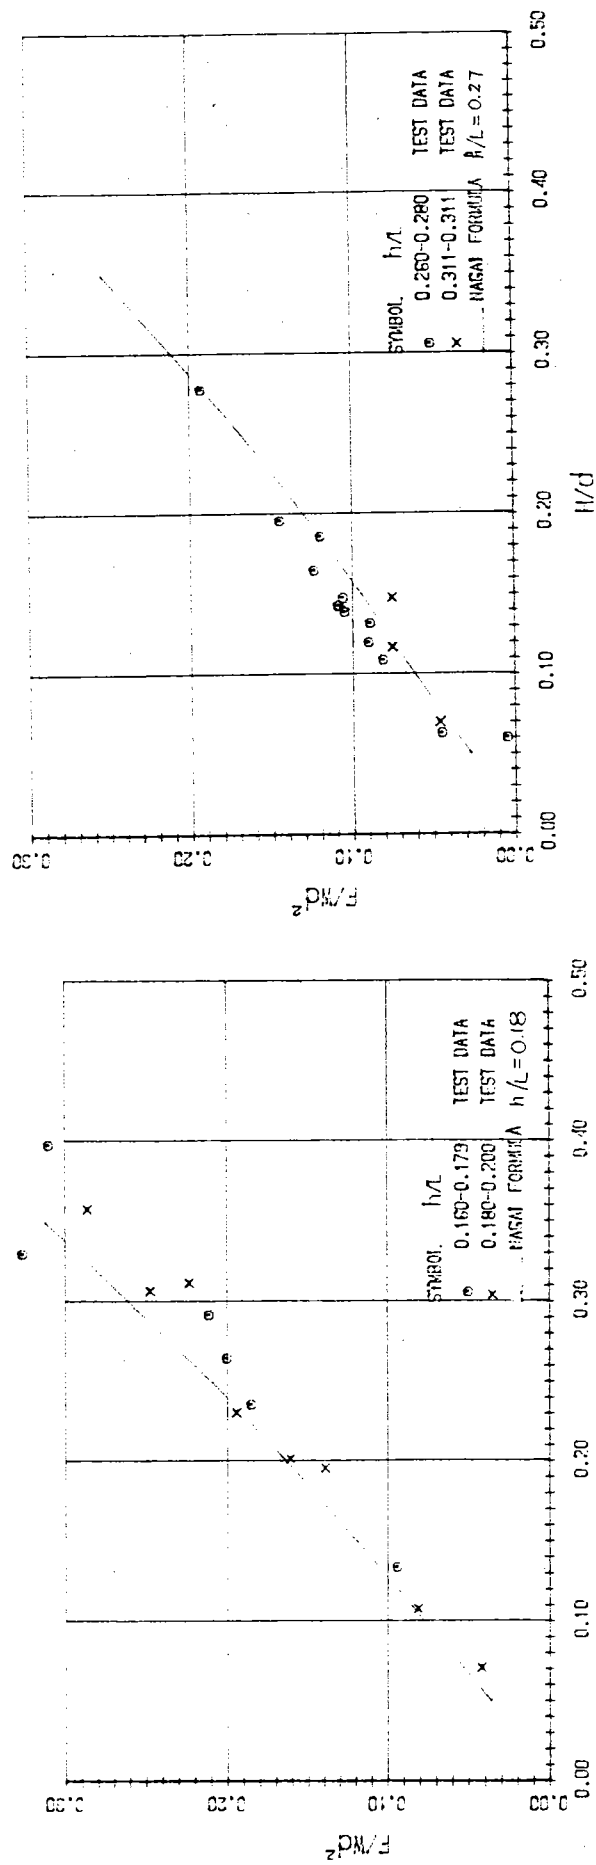 F/Wd²
0.30
0.20
0.10
0.00
0.00
0.10
0.20
0.30
0.40
0.50
SYMBOL h/L
0.160-0.179 TEST DATA
0.180-0.200 TEST DATA
NAGAI FORMULA h/L=0.18
F/Wd²
0.30
0.20
0.10
0.00
0.00
0.10
0.20
0.30
0.40
0.50
H/d
SYMBOL h/L
0.260-0.280 TEST DATA
0.311-0.311 TEST DATA
NAGAI FORMULA h/L=0.27